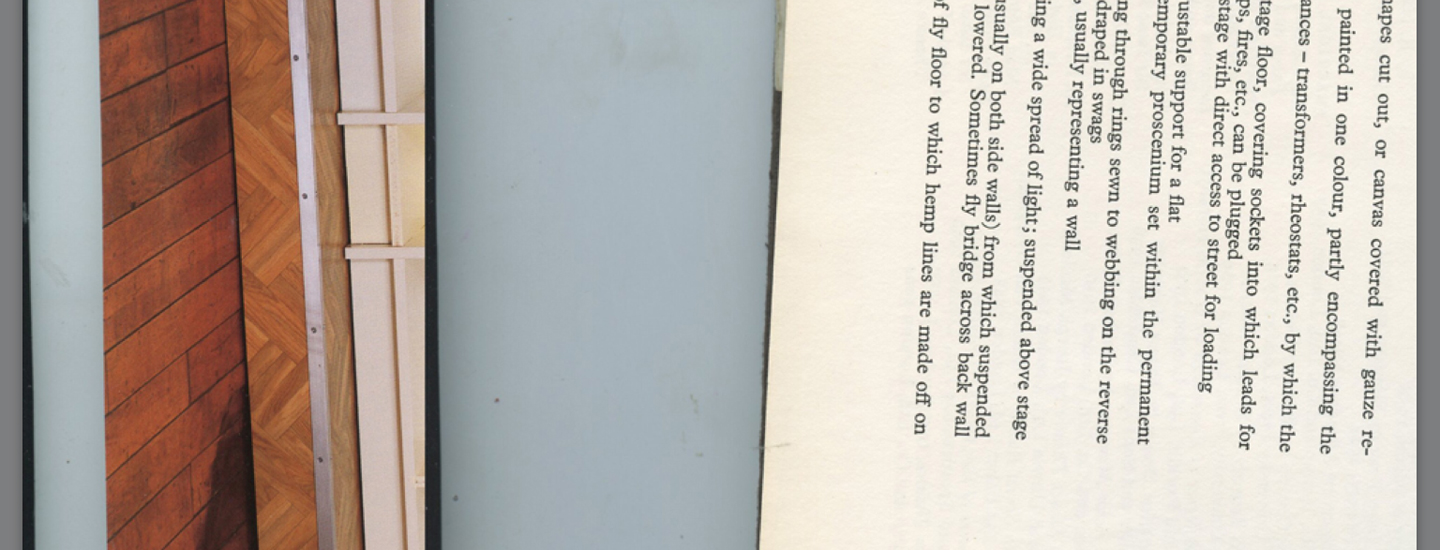 hapes cut out, or canvas covered with gauze re-
painted in one colour, partly encompassing the
ances – transformers, rheostats, etc., by which the
tage floor, covering sockets into which leads for
ps, fires, etc., can be plugged
stage with direct access to street for loading
ustable support for a flat
emporary proscenium set within the permanent
ng through rings sewn to webbing on the reverse
draped in swags
, usually representing a wall
ing a wide spread of light; suspended above stage
usually on both side walls) from which suspended
lowered. Sometimes fly bridge across back wall
of fly floor to which hemp lines are made off on